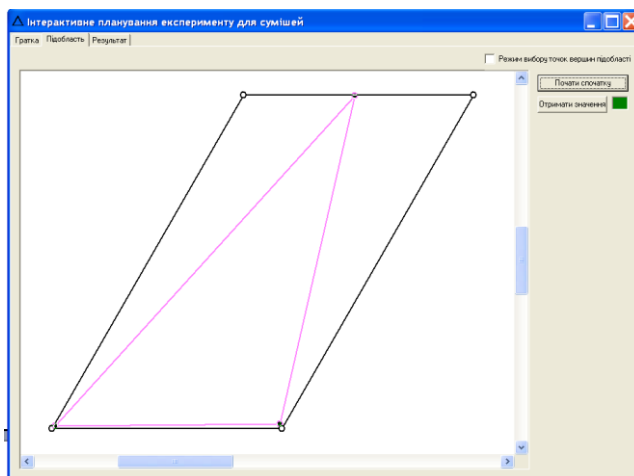 Інтерактивне планування експерименту для сумішей
Гратка Підобласть Результат
Режим вибору точок вершин підобласті
Почати спочатку
Отримати значення